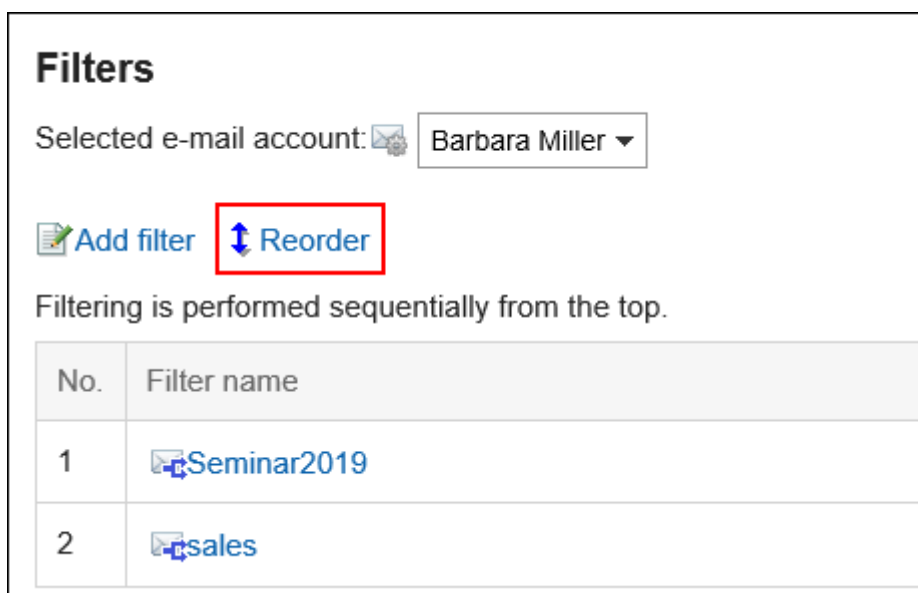 Filters
Selected e-mail account: Barbara Miller
Add filter Reorder
Filtering is performed sequentially from the top.
No. Filter name
1 Seminar2019
2 sales